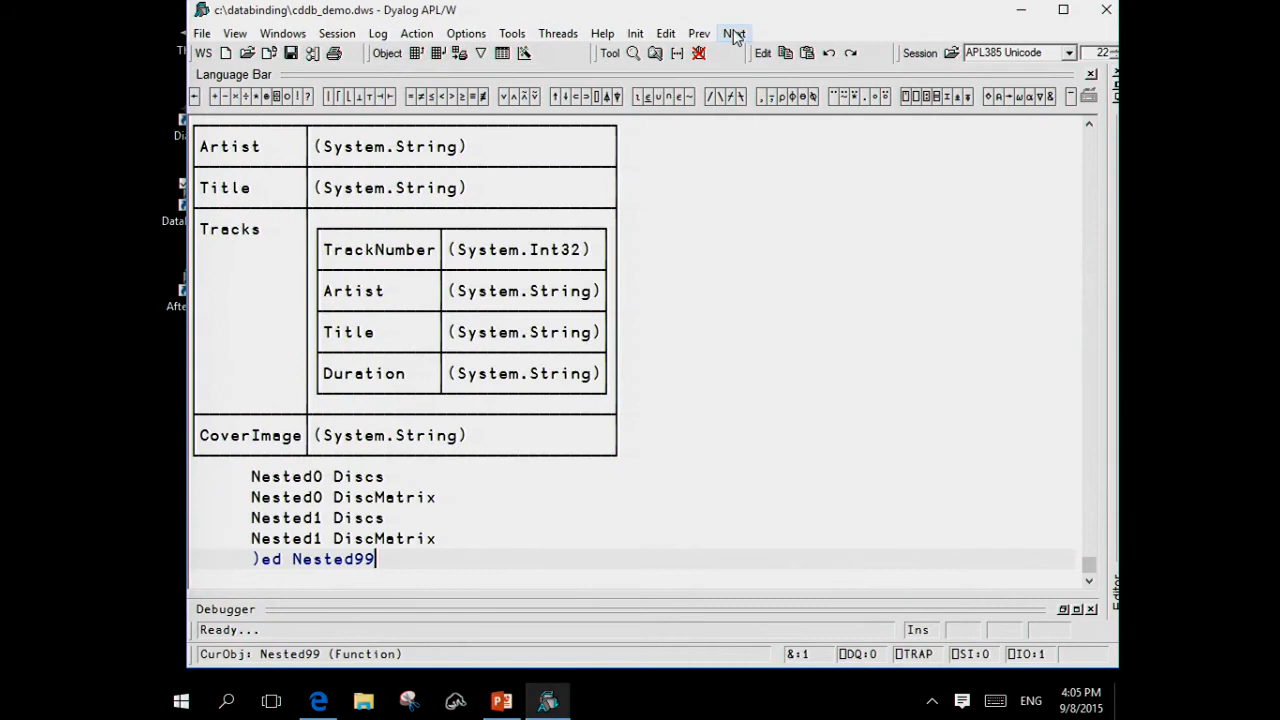 c:\databinding\cddb_demo.dws - Dyalog APL/W
File View Windows Session Log Action Options Tools Threads Help Init Edit Prev
WS Object Tool Edit Session APL385 Unicode 22
Language Bar
Artist (System.String)
Title (System.String)
Tracks
TrackNumber (System.Int32)
Artist (System.String)
Title (System.String)
Duration (System.String)
CoverImage (System.String)
Nested0 Discs
Nested0 DiscMatrix
Nested1 Discs
Nested1 DiscMatrix
)ed Nested99
Debugger
Ready... Ins
CurObj: Nested99 (Function) &:1 ⎕DQ:0 ⎕TRAP ⎕SI:0 ⎕IO:1
Editor
ENG
4:05 PM
9/8/2015